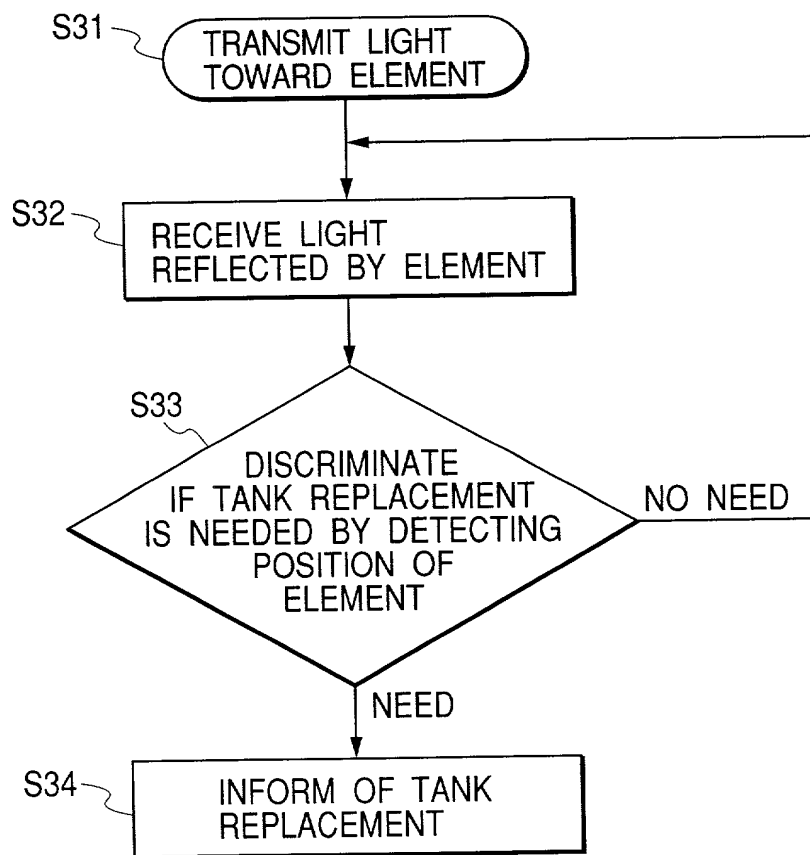 S31
TRANSMIT LIGHT
TOWARD ELEMENT
S32
RECEIVE LIGHT
REFLECTED BY ELEMENT
S33
DISCRIMINATE
IF TANK REPLACEMENT
IS NEEDED BY DETECTING
POSITION OF
ELEMENT
NO NEED
NEED
S34
INFORM OF TANK
REPLACEMENT